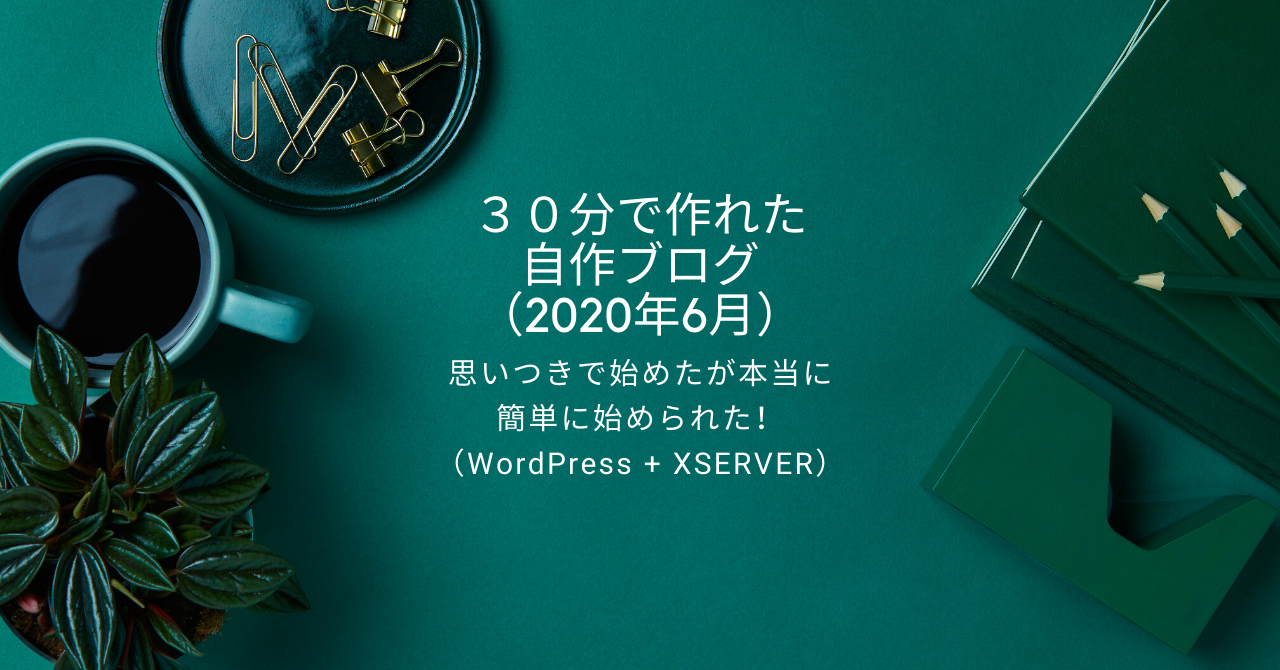 ３０分で作れた
自作ブログ
（2020年6月）
思いつきで始めたが本当に
簡単に始められた！
（WordPress + XSERVER）